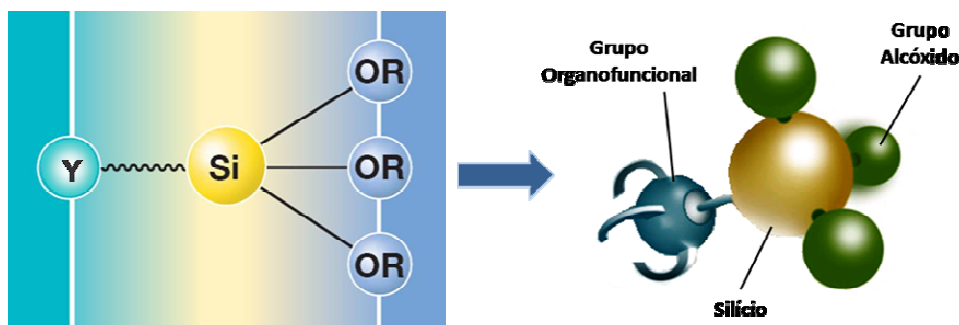 Y
Si
OR
OR
OR
Grupo
Organofuncional
Grupo
Alcóxido
Silício